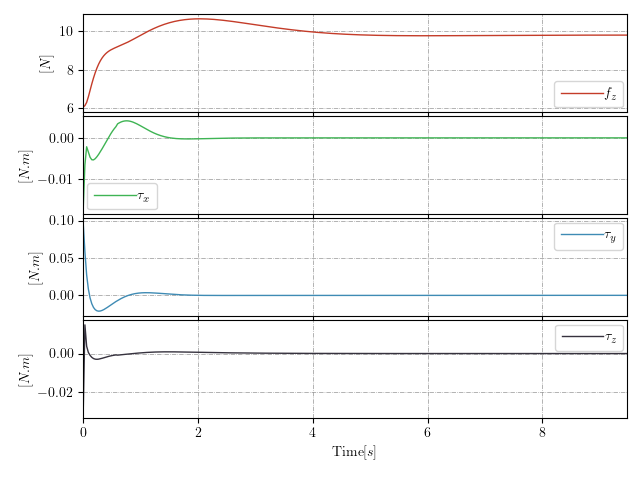 10
8
6
[N]
f_z
0.00
−0.01
[N.m]
τ_x
0.10
0.05
0.00
[N.m]
τ_y
0.00
−0.02
[N.m]
τ_z
0 2 4 6 8
Time[s]